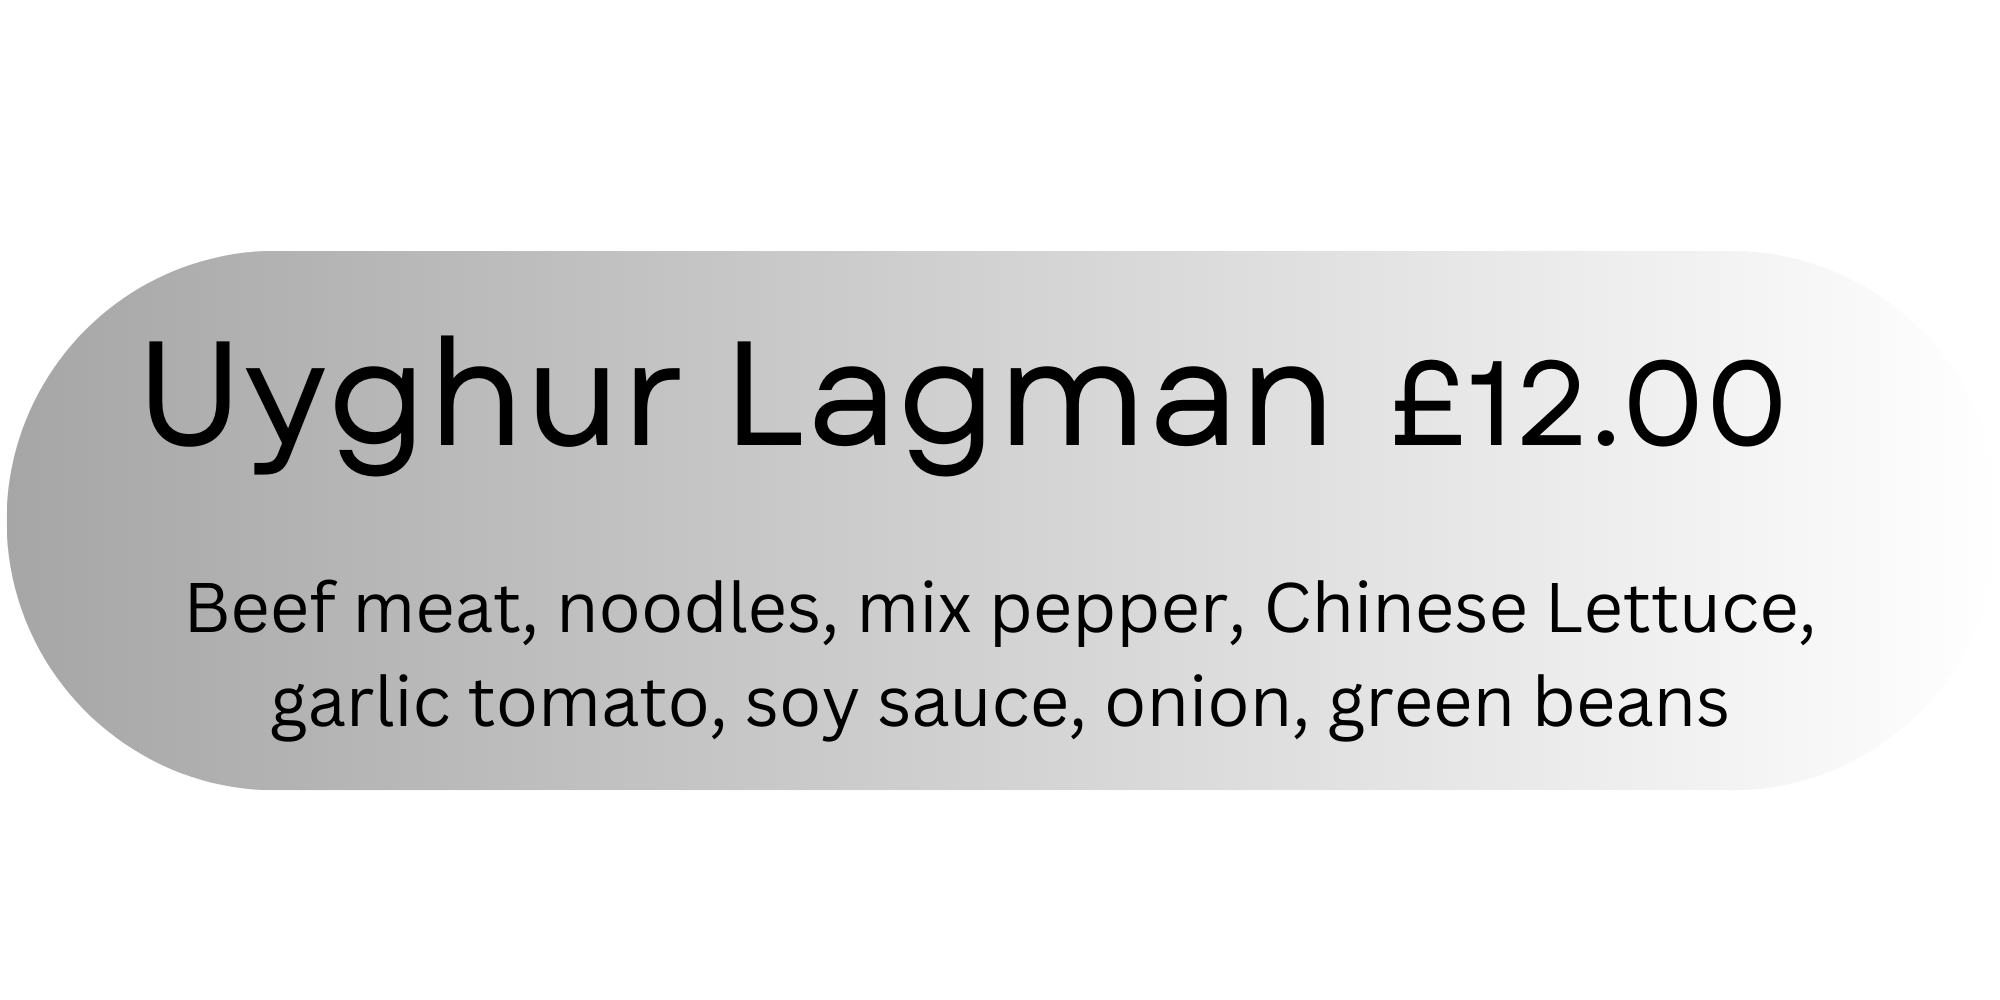 Uyghur Lagman £12.00
Beef meat, noodles, mix pepper, Chinese Lettuce,
garlic tomato, soy sauce, onion, green beans